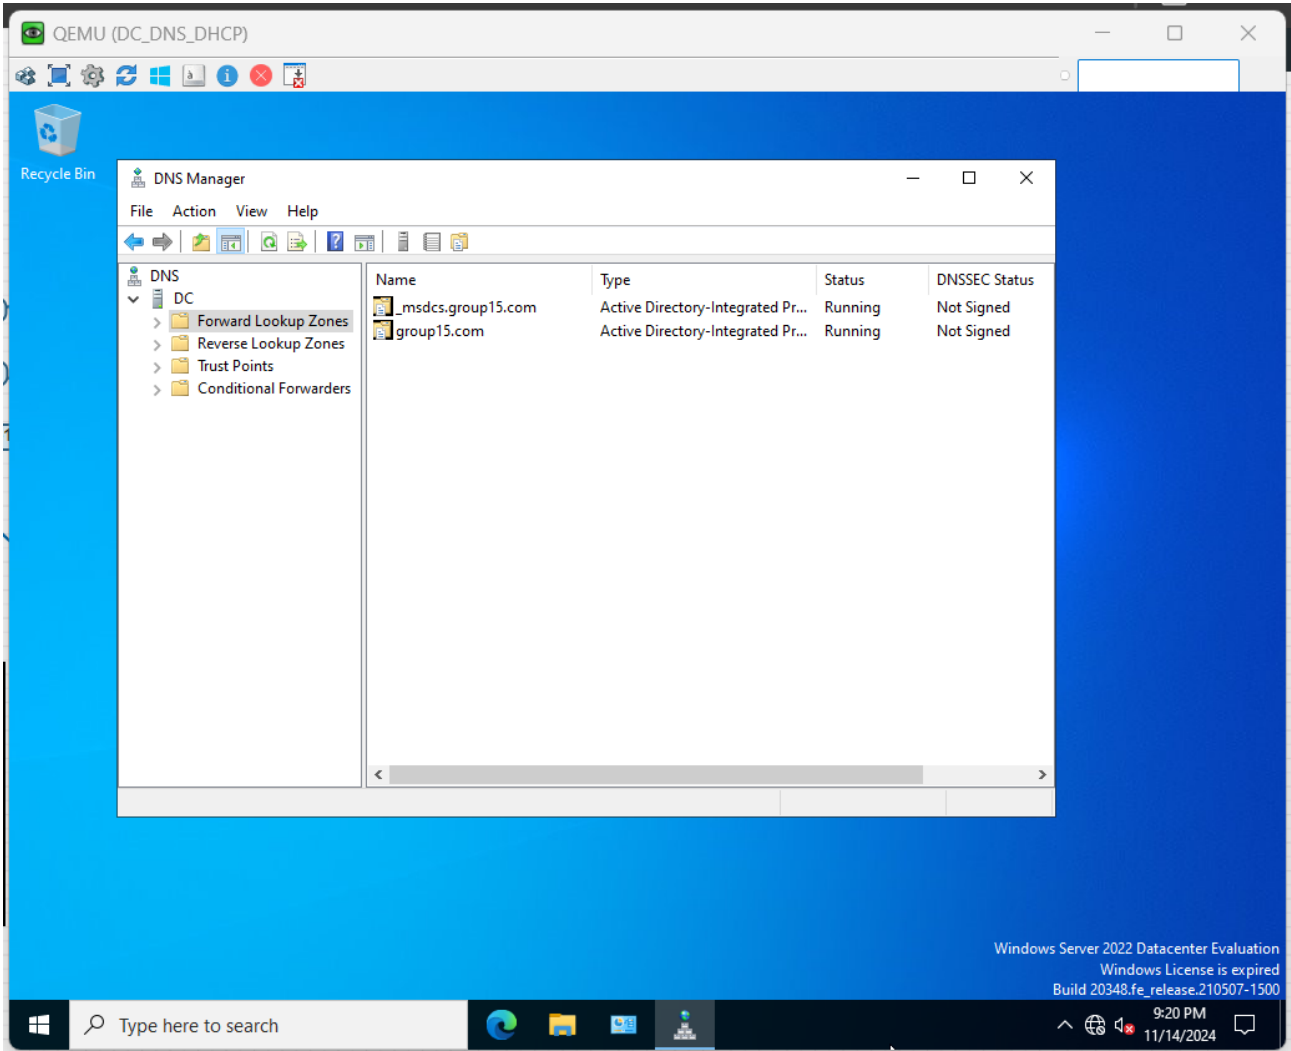 QEMU (DC_DNS_DHCP)
Recycle Bin
DNS Manager
File Action View Help
DNS
DC
Forward Lookup Zones
Reverse Lookup Zones
Trust Points
Conditional Forwarders
Name Type Status DNSSEC Status
_msdcs.group15.com Active Directory-Integrated Pr... Running Not Signed
group15.com Active Directory-Integrated Pr... Running Not Signed
Windows Server 2022 Datacenter Evaluation
Windows License is expired
Build 20348.fe_release.210507-1500
Type here to search
9:20 PM
11/14/2024